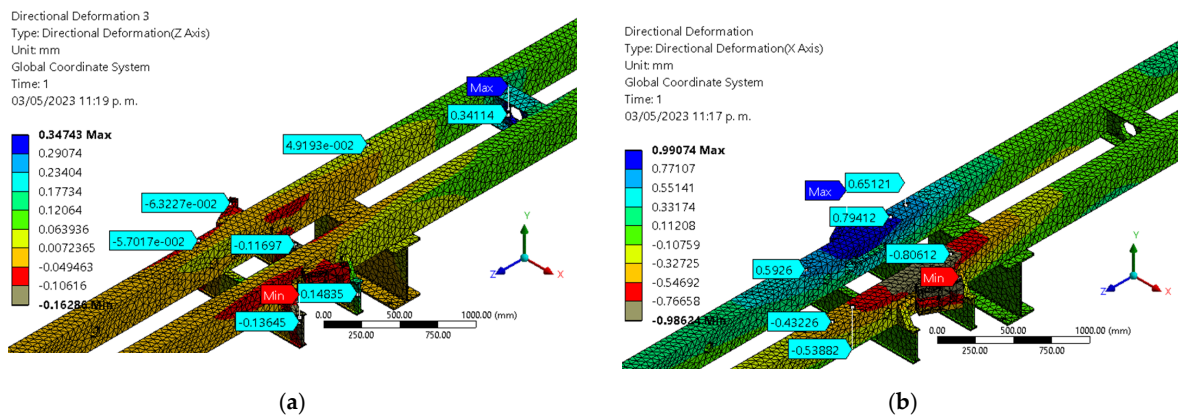 Directional Deformation 3
Type: Directional Deformation(Z Axis)
Unit: mm
Global Coordinate System
Time: 1
03/05/2023 11:19 p. m.
0.34743 Max
0.29074
0.23404
0.17734
0.12064
0.063936
0.0072365
-0.049463
-0.10616
-0.16286 Min
Max
0.34114
4.9193e-002
-6.3227e-002
-5.7017e-002
-0.11697
Min
0.14835
-0.13645
Y
Z
X
0.00
500.00
1000.00 (mm)
250.00
750.00
(a)
Directional Deformation
Type: Directional Deformation(X Axis)
Unit: mm
Global Coordinate System
Time: 1
03/05/2023 11:17 p. m.
0.99074 Max
0.77107
0.55141
0.33174
0.11208
-0.10759
-0.32725
-0.54692
-0.76658
-0.98624 Min
Max
0.65121
0.79412
-0.80612
0.5926
Min
-0.43226
-0.53882
Y
Z
X
0.00
500.00
1000.00 (mm)
250.00
750.00
(b)